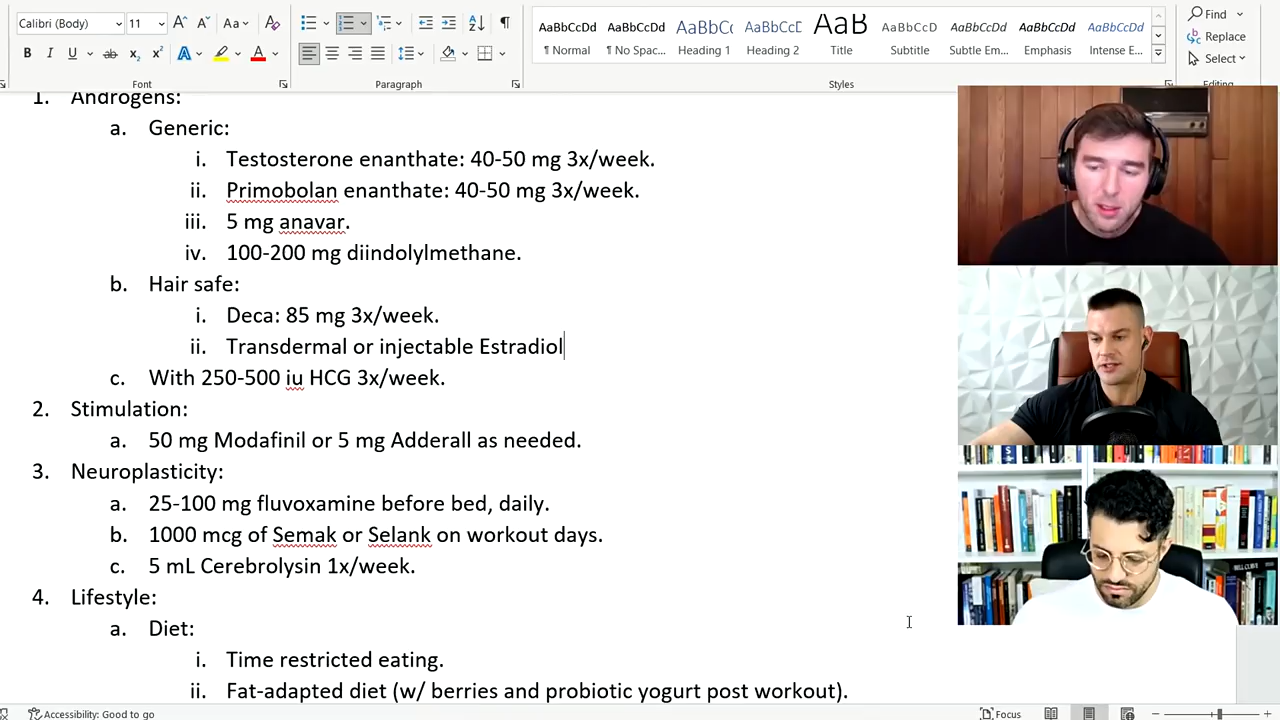 Calibri (Body) 11 Aa
Find
AaBbCcDd AaBbCcDd AaBbCc AaBbCcE AaB AaBbCcD AaBbCcDd AaBbCcDd AaBbCcDd
Replace
B I U ab x₂ x² A A
¶ Normal ¶ No Spac... Heading 1 Heading 2 Title Subtitle Subtle Em... Emphasis Intense E...
Select
Font Paragraph Styles Editing
1. Androgens:
a. Generic:
i. Testosterone enanthate: 40-50 mg 3x/week.
ii. Primobolan enanthate: 40-50 mg 3x/week.
iii. 5 mg anavar.
iv. 100-200 mg diindolylmethane.
b. Hair safe:
i. Deca: 85 mg 3x/week.
ii. Transdermal or injectable Estradiol
c. With 250-500 iu HCG 3x/week.
2. Stimulation:
a. 50 mg Modafinil or 5 mg Adderall as needed.
3. Neuroplasticity:
a. 25-100 mg fluvoxamine before bed, daily.
b. 1000 mcg of Semak or Selank on workout days.
c. 5 mL Cerebrolysin 1x/week.
4. Lifestyle:
a. Diet:
i. Time restricted eating.
ii. Fat-adapted diet (w/ berries and probiotic yogurt post workout).
Accessibility: Good to go
Focus